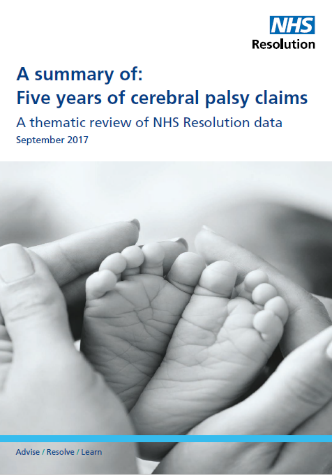 NHS
Resolution
A summary of:
Five years of cerebral palsy claims
A thematic review of NHS Resolution data
September 2017
Advise / Resolve / Learn